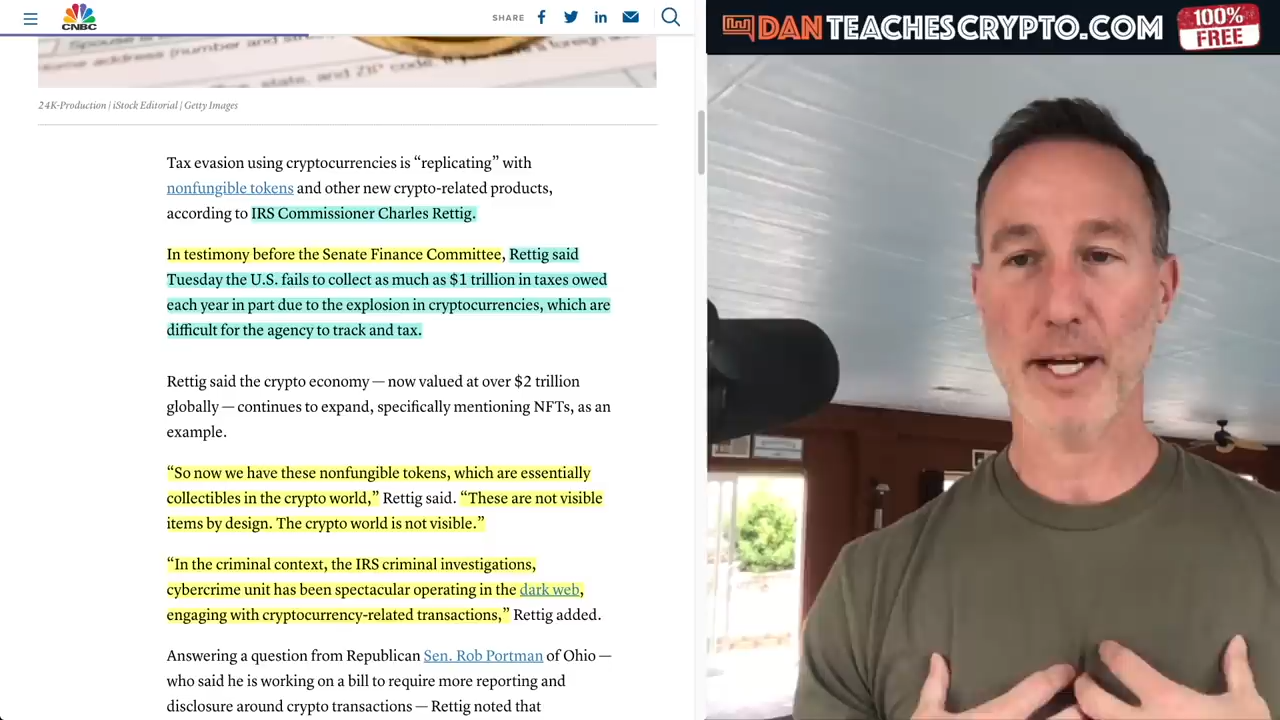 CNBC
SHARE
DANTEACHESCRYPTO.COM
100%
FREE
address (number and
state, and ZIP code.
24K-Production | iStock Editorial | Getty Images
Tax evasion using cryptocurrencies is “replicating” with
nonfungible tokens and other new crypto-related products,
according to IRS Commissioner Charles Rettig.
In testimony before the Senate Finance Committee, Rettig said
Tuesday the U.S. fails to collect as much as $1 trillion in taxes owed
each year in part due to the explosion in cryptocurrencies, which are
difficult for the agency to track and tax.
Rettig said the crypto economy — now valued at over $2 trillion
globally — continues to expand, specifically mentioning NFTs, as an
example.
“So now we have these nonfungible tokens, which are essentially
collectibles in the crypto world,” Rettig said. “These are not visible
items by design. The crypto world is not visible.”
“In the criminal context, the IRS criminal investigations,
cybercrime unit has been spectacular operating in the dark web,
engaging with cryptocurrency-related transactions,” Rettig added.
Answering a question from Republican Sen. Rob Portman of Ohio —
who said he is working on a bill to require more reporting and
disclosure around crypto transactions — Rettig noted that